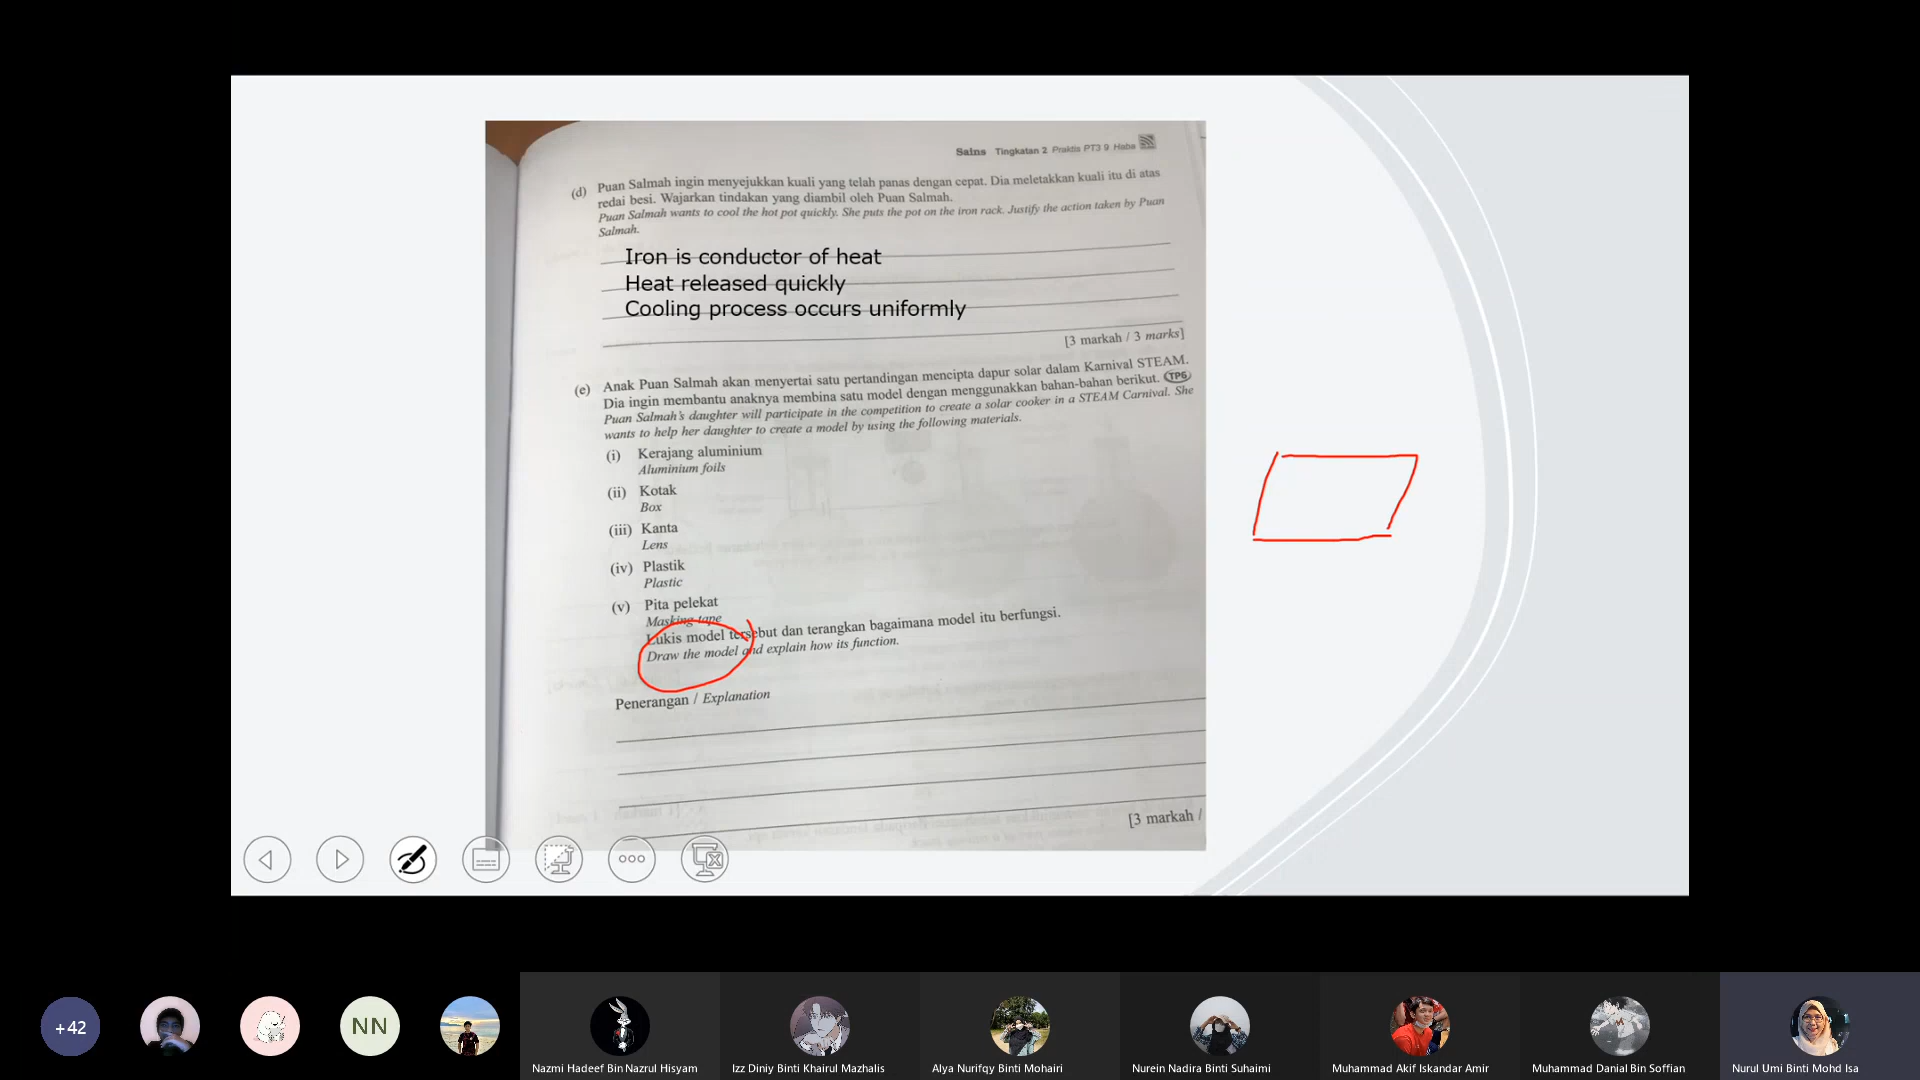 Sains Tingkatan 2 Praktis PT3 9 Haba
(d) Puan Salmah ingin menyejukkan kuali yang telah panas dengan cepat. Dia meletakkan kuali itu di atas
redai besi. Wajarkan tindakan yang diambil oleh Puan Salmah.
Puan Salmah wants to cool the hot pot quickly. She puts the pot on the iron rack. Justify the action taken by Puan
Salmah.
Iron is conductor of heat
Heat released quickly
Cooling process occurs uniformly
[3 markah / 3 marks]
(e) Anak Puan Salmah akan menyertai satu pertandingan mencipta dapur solar dalam Karnival STEAM.
Dia ingin membantu anaknya membina satu model dengan menggunakkan bahan-bahan berikut. TP6
Puan Salmah's daughter will participate in the competition to create a solar cooker in a STEAM Carnival. She
wants to help her daughter to create a model by using the following materials.
(i) Kerajang aluminium
Aluminium foils
(ii) Kotak
Box
(iii) Kanta
Lens
(iv) Plastik
Plastic
(v) Pita pelekat
Masking tape
Lukis model tersebut dan terangkan bagaimana model itu berfungsi.
Draw the model and explain how its function.
Penerangan / Explanation
[3 markah /
+42
NN
Nazmi Hadeef Bin Nazrul Hisyam
Izz Diniy Binti Khairul Mazhalis
Alya Nurifqy Binti Mohairi
Nurein Nadira Binti Suhaimi
Muhammad Akif Iskandar Amir
Muhammad Danial Bin Soffian
Nurul Umi Binti Mohd Isa